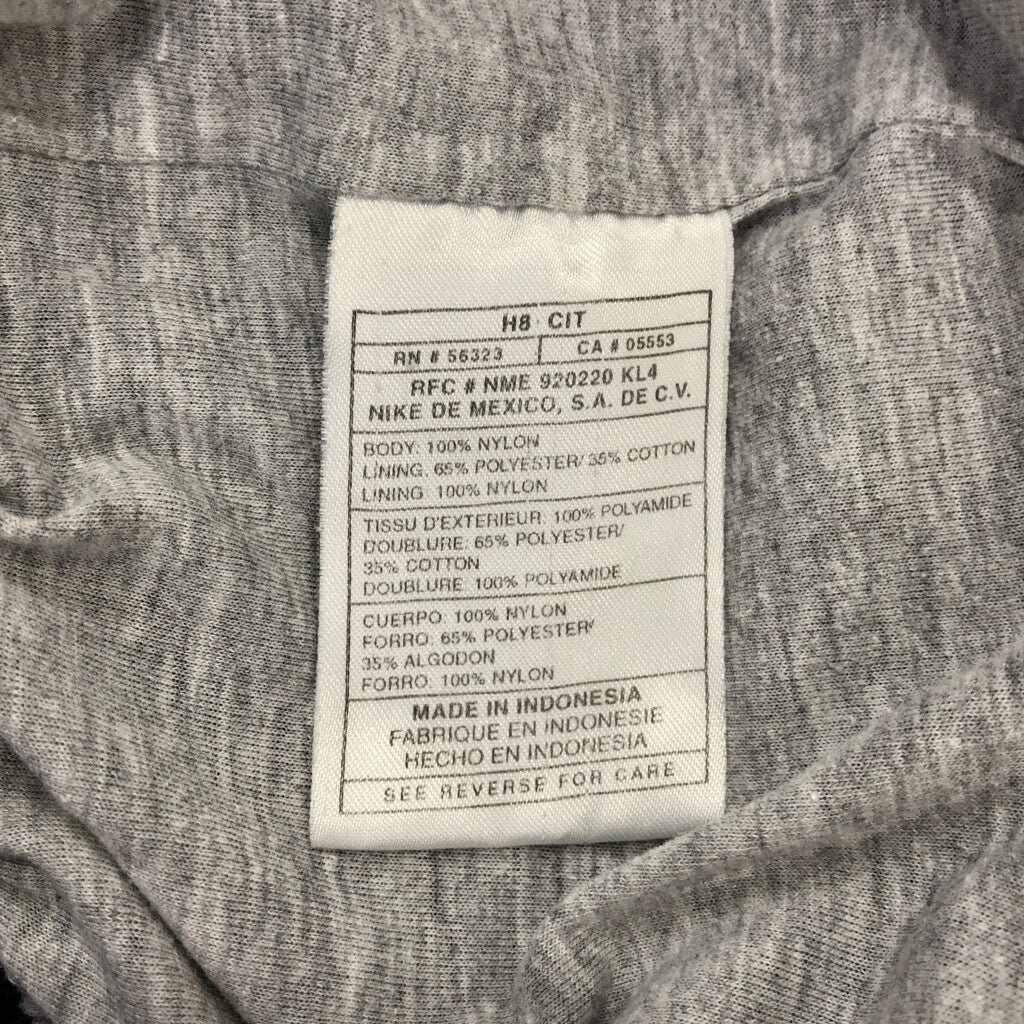 H8 CIT
RN # 56323 CA # 05553
RFC # NME 920220 KL4
NIKE DE MEXICO, S.A. DE C.V.
BODY: 100% NYLON
LINING: 65% POLYESTER/ 35% COTTON
LINING: 100% NYLON
TISSU D'EXTERIEUR: 100% POLYAMIDE
DOUBLURE: 65% POLYESTER/
35% COTTON
DOUBLURE: 100% POLYAMIDE
CUERPO: 100% NYLON
FORRO: 65% POLYESTER/
35% ALGODON
FORRO: 100% NYLON
MADE IN INDONESIA
FABRIQUE EN INDONESIE
HECHO EN INDONESIA
SEE REVERSE FOR CARE